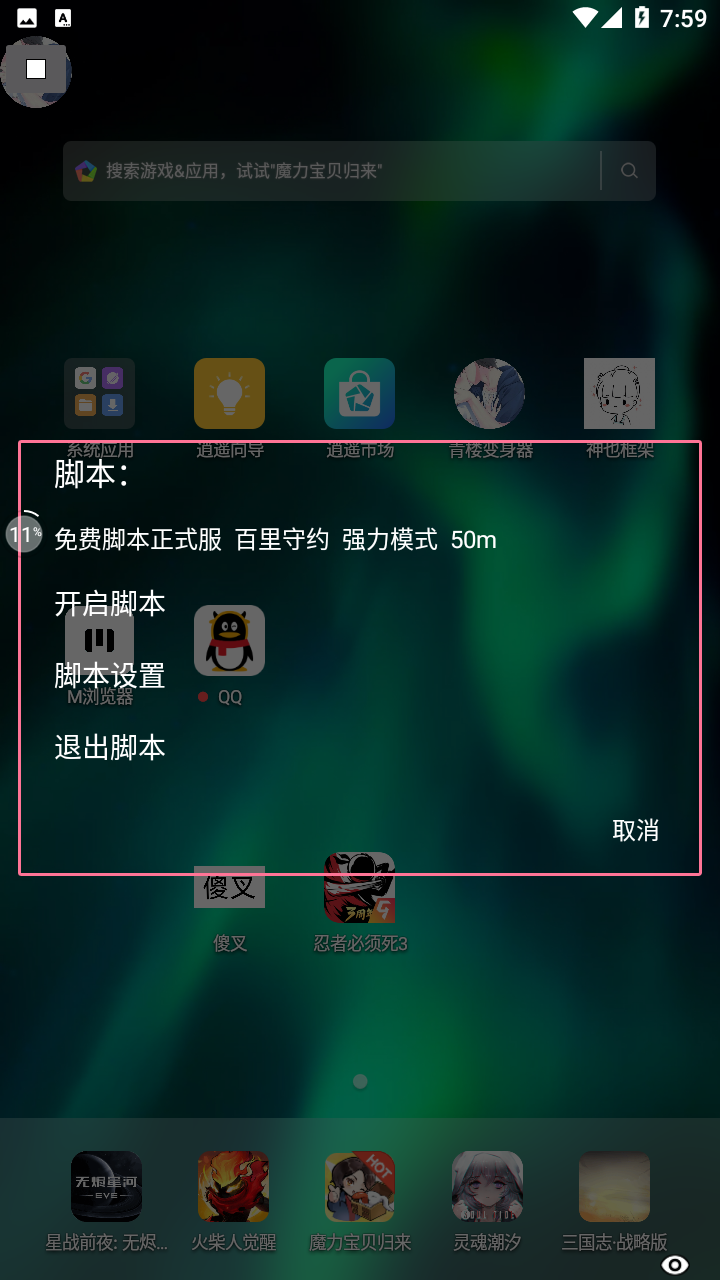 7:59
搜索游戏&应用，试试"魔力宝贝归来"
系统应用
逍遥向导
逍遥市场
青楼变身器
神也框架
脚本：
11%
免费脚本正式服 百里守约 强力模式 50m
开启脚本
脚本设置
M浏览器
QQ
退出脚本
取消
傻叉
3周年
傻叉
忍者必须死3
无烬星河
EVE
HOT
SOUL TIDE
星战前夜: 无烬...
火柴人觉醒
魔力宝贝归来
灵魂潮汐
三国志·战略版